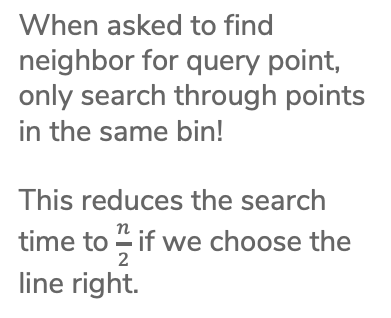 When asked to find
neighbor for query point,
only search through points
in the same bin!
This reduces the search
time to n/2 if we choose the
line right.